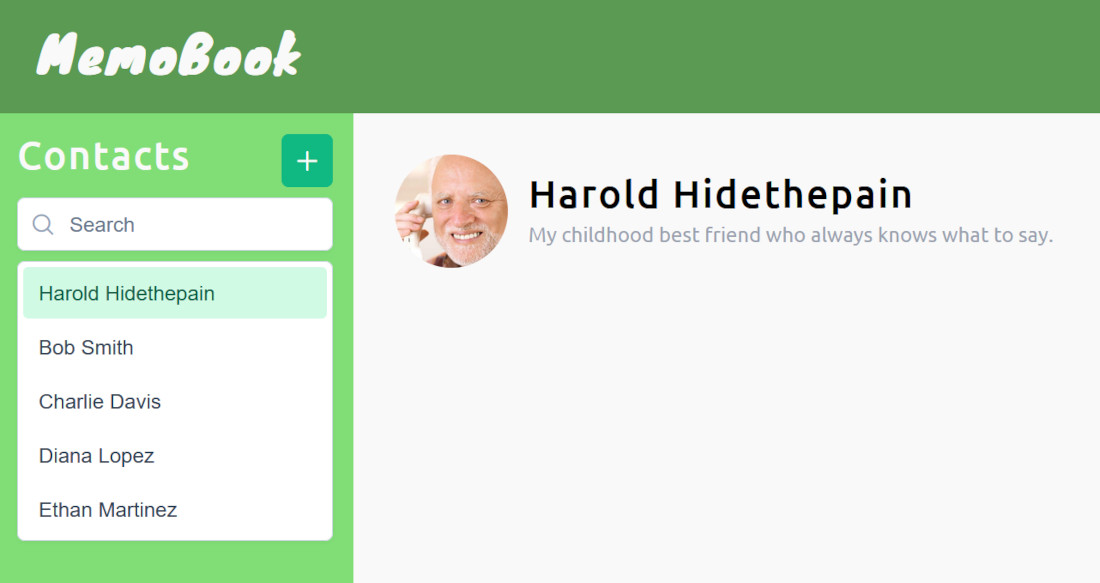 MemoBook
Contacts
+
Search
Harold Hidethepain
Bob Smith
Charlie Davis
Diana Lopez
Ethan Martinez
Harold Hidethepain
My childhood best friend who always knows what to say.